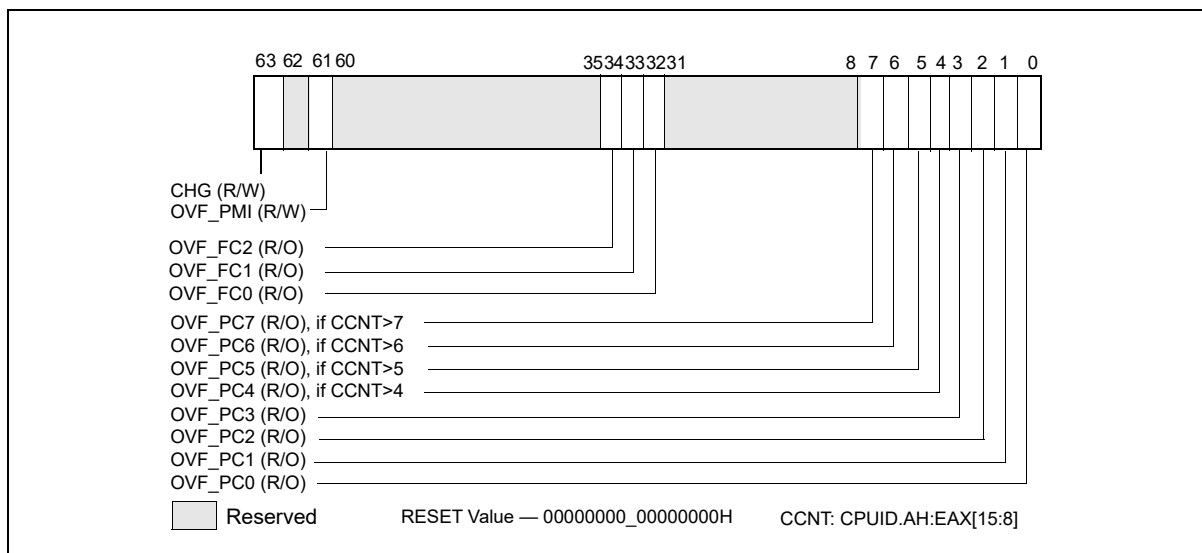 63 62 61 60 35 34 33 32 31 8 7 6 5 4 3 2 1 0
CHG (R/W)
OVF_PMI (R/W)
OVF_FC2 (R/O)
OVF_FC1 (R/O)
OVF_FC0 (R/O)
OVF_PC7 (R/O), if CCNT>7
OVF_PC6 (R/O), if CCNT>6
OVF_PC5 (R/O), if CCNT>5
OVF_PC4 (R/O), if CCNT>4
OVF_PC3 (R/O)
OVF_PC2 (R/O)
OVF_PC1 (R/O)
OVF_PC0 (R/O)
Reserved RESET Value — 00000000_00000000H CCNT: CPUID.AH:EAX[15:8]